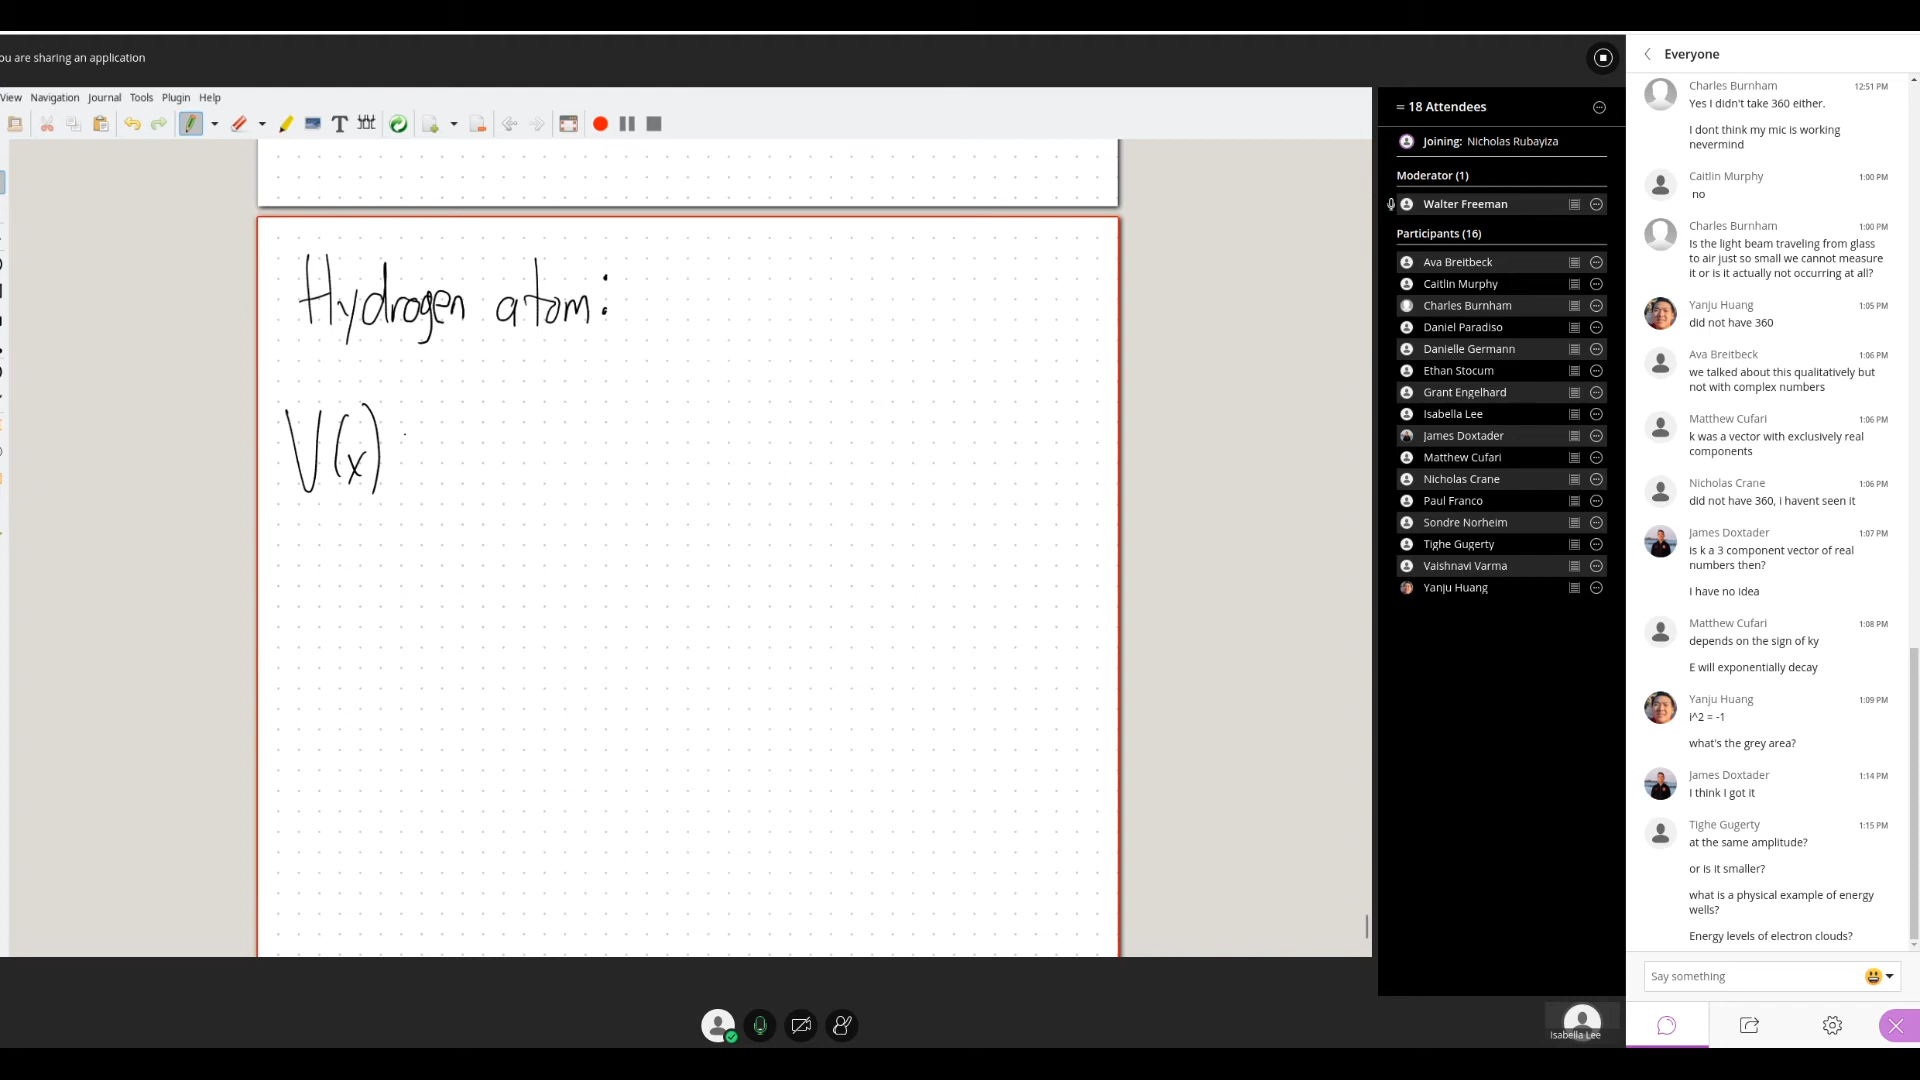 ou are sharing an application
View Navigation Journal Tools Plugin Help
Hydrogen atom:
V(x)
18 Attendees
Joining: Nicholas Rubayiza
Moderator (1)
Walter Freeman
Participants (16)
Ava Breitbeck
Caitlin Murphy
Charles Burnham
Daniel Paradiso
Danielle Germann
Ethan Stocum
Grant Engelhard
Isabella Lee
James Doxtader
Matthew Cufari
Nicholas Crane
Paul Franco
Sondre Norheim
Tighe Gugerty
Vaishnavi Varma
Yanju Huang
Isabella Lee
Everyone
Charles Burnham 12:51 PM
Yes I didn't take 360 either.
I dont think my mic is working
nevermind
Caitlin Murphy 1:00 PM
no
Charles Burnham 1:00 PM
Is the light beam traveling from glass
to air just so small we cannot measure
it or is it actually not occurring at all?
Yanju Huang 1:05 PM
did not have 360
Ava Breitbeck 1:06 PM
we talked about this qualitatively but
not with complex numbers
Matthew Cufari 1:06 PM
k was a vector with exclusively real
components
Nicholas Crane 1:06 PM
did not have 360, i havent seen it
James Doxtader 1:07 PM
is k a 3 component vector of real
numbers then?
I have no idea
Matthew Cufari 1:08 PM
depends on the sign of ky
E will exponentially decay
Yanju Huang 1:09 PM
i^2 = -1
what's the grey area?
James Doxtader 1:14 PM
I think I got it
Tighe Gugerty 1:15 PM
at the same amplitude?
or is it smaller?
what is a physical example of energy
wells?
Energy levels of electron clouds?
Say something